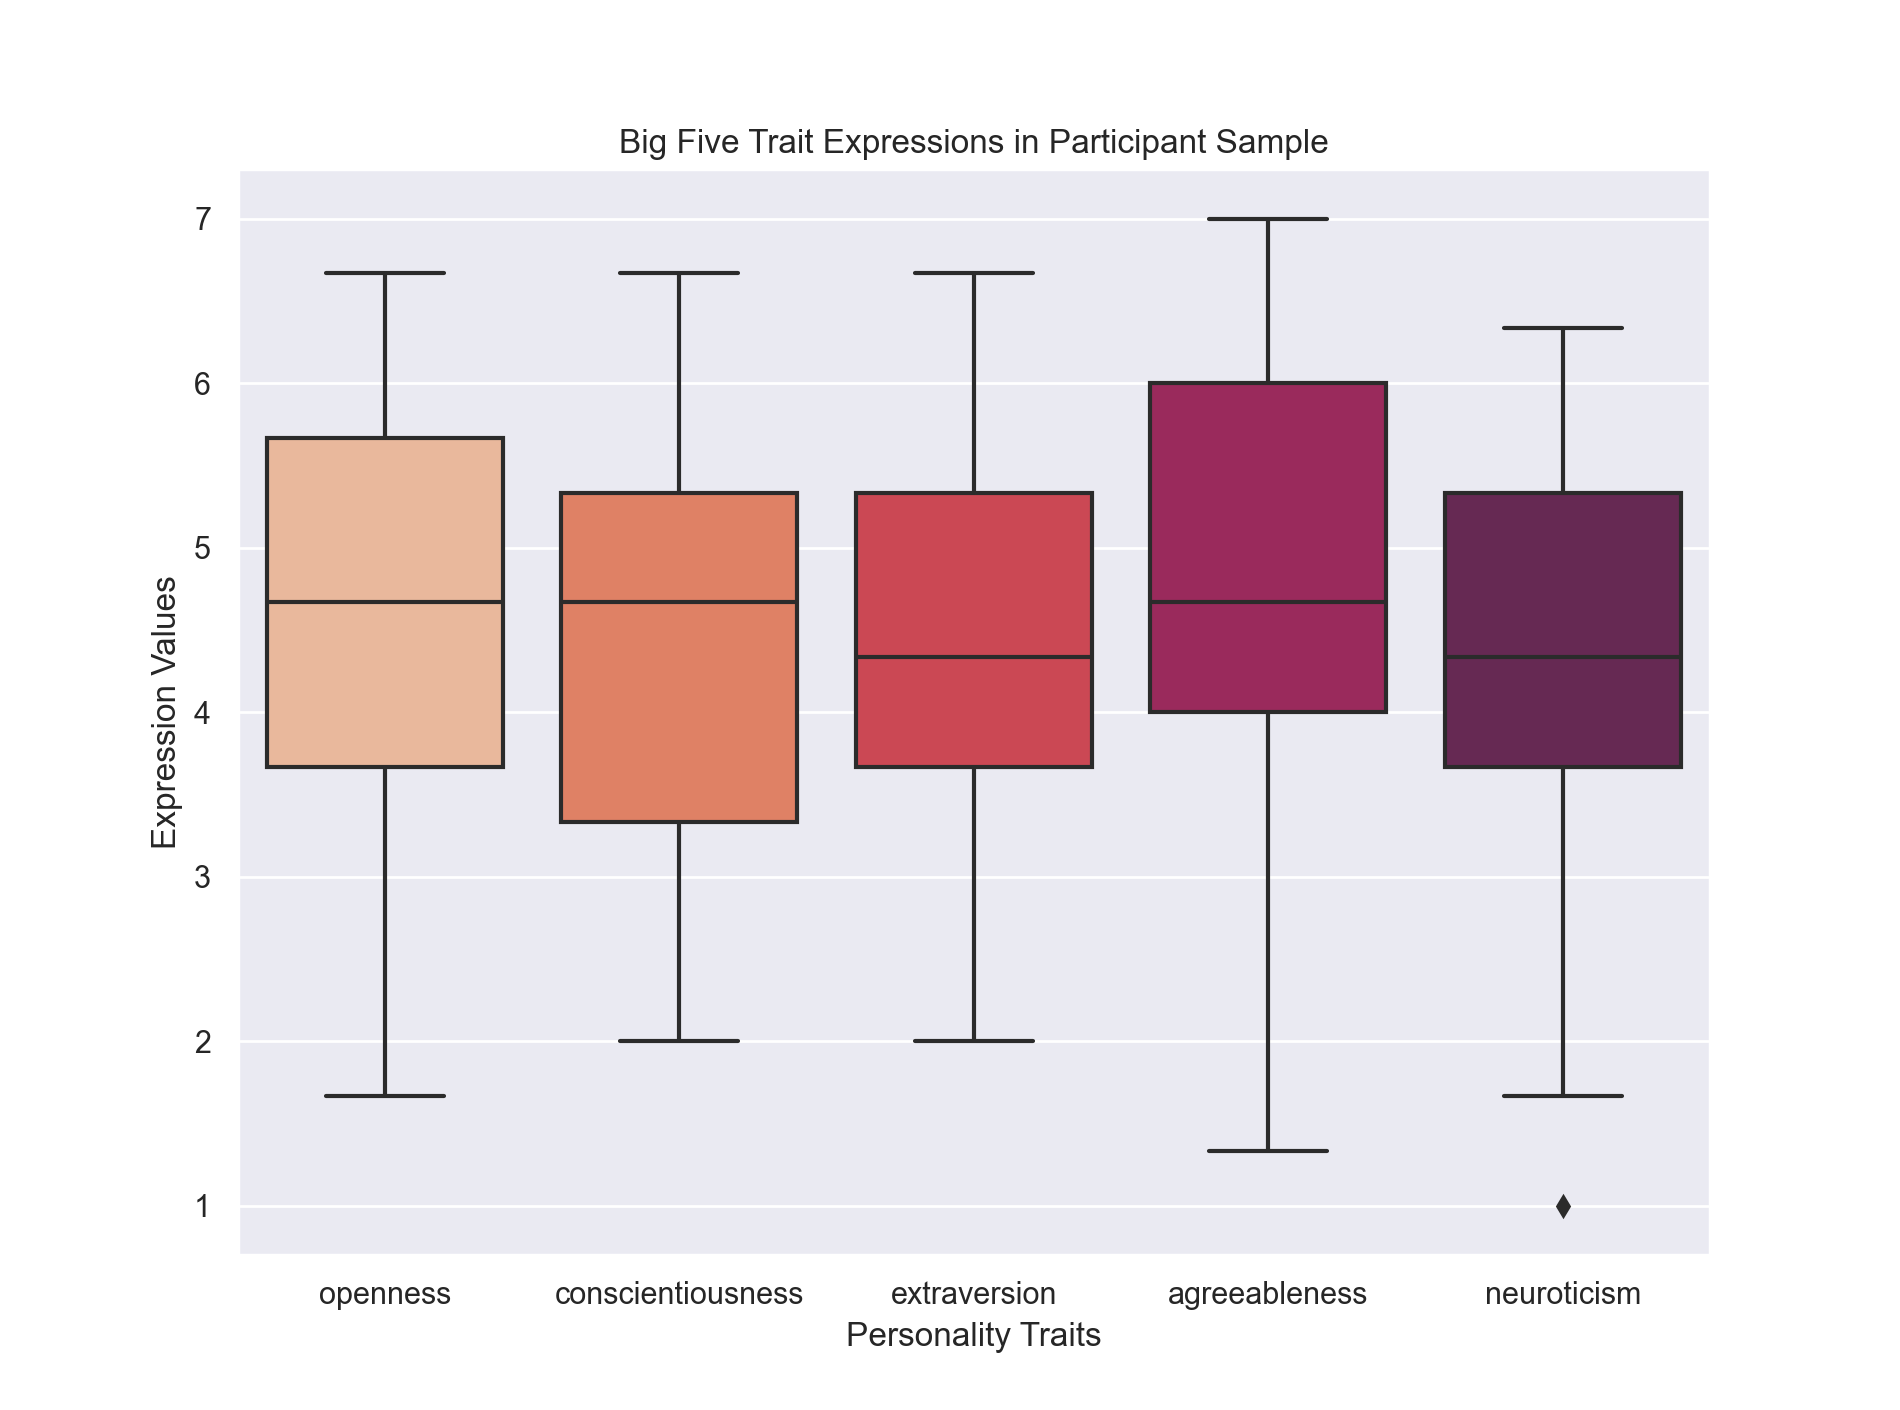 Big Five Trait Expressions in Participant Sample
7
6
5
4
3
2
1
Expression Values
openness
conscientiousness
extraversion
agreeableness
neuroticism
Personality Traits